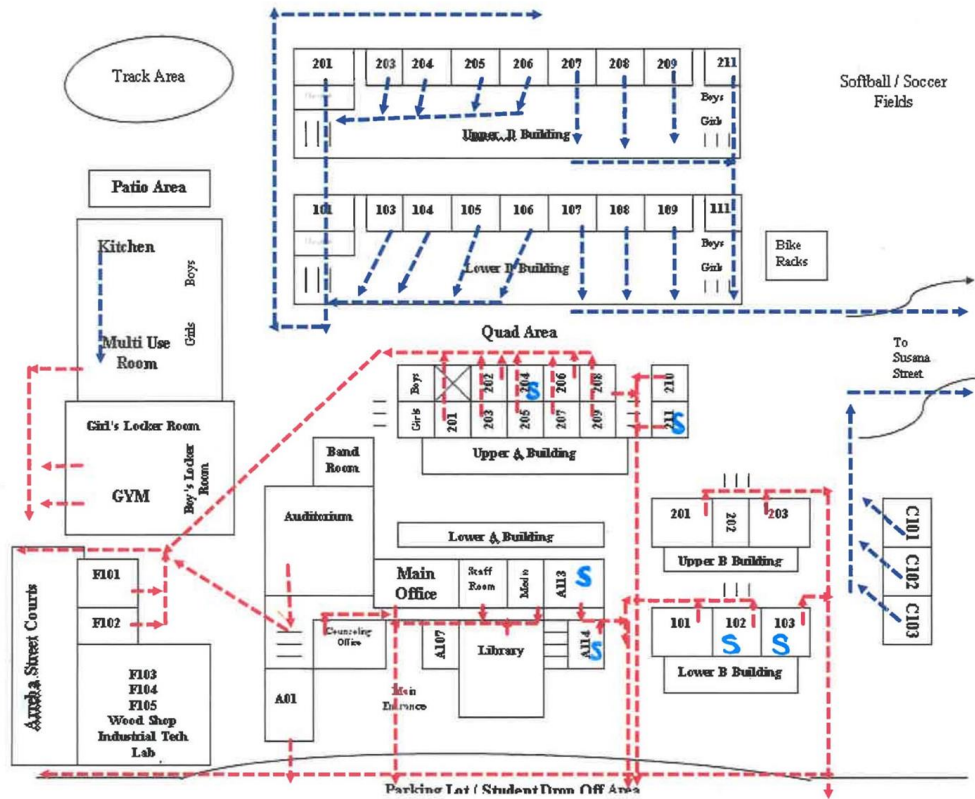 201 203 204 205 206 207 208 209 211
Track Area
Softball / Soccer
Fields
Boys
Girls
Upper D Building
Patio Area
101 103 104 105 106 107 108 109 111
Kitchen
Boys
Boys
Girls
Bike
Racks
Lower D Building
Girls
Multi Use
Room
Quad Area
To
Susana
Street
Boys
202 204 206 208 210
S
Girls
201 203 205 207 209 211
S
Girl's Locker Room
Boy's Locker
Room
GYM
Band
Room
Upper A Building
Auditorium
201 202 203
C101
Lower A Building
Upper B Building
F101
Main
Office
Staff
Room
Media
A113
S
C102
F102
Counseling
Office
A107
Library
A114
S
101 102 103
S S
C103
Street Courts
Lower B Building
F103
F104
F105
Wood Shop
Industrial Tech
Lab
A01
Main
Entrance
Parking Lot / Student Drop Off Area